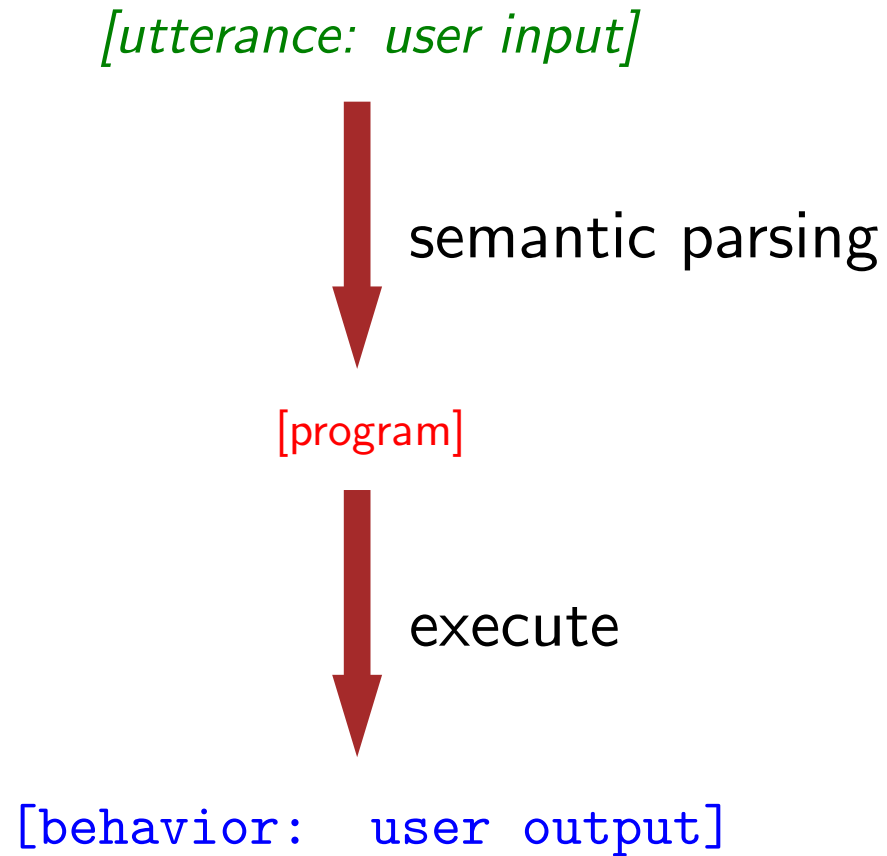 [utterance: user input]
semantic parsing
[program]
execute
[behavior: user output]